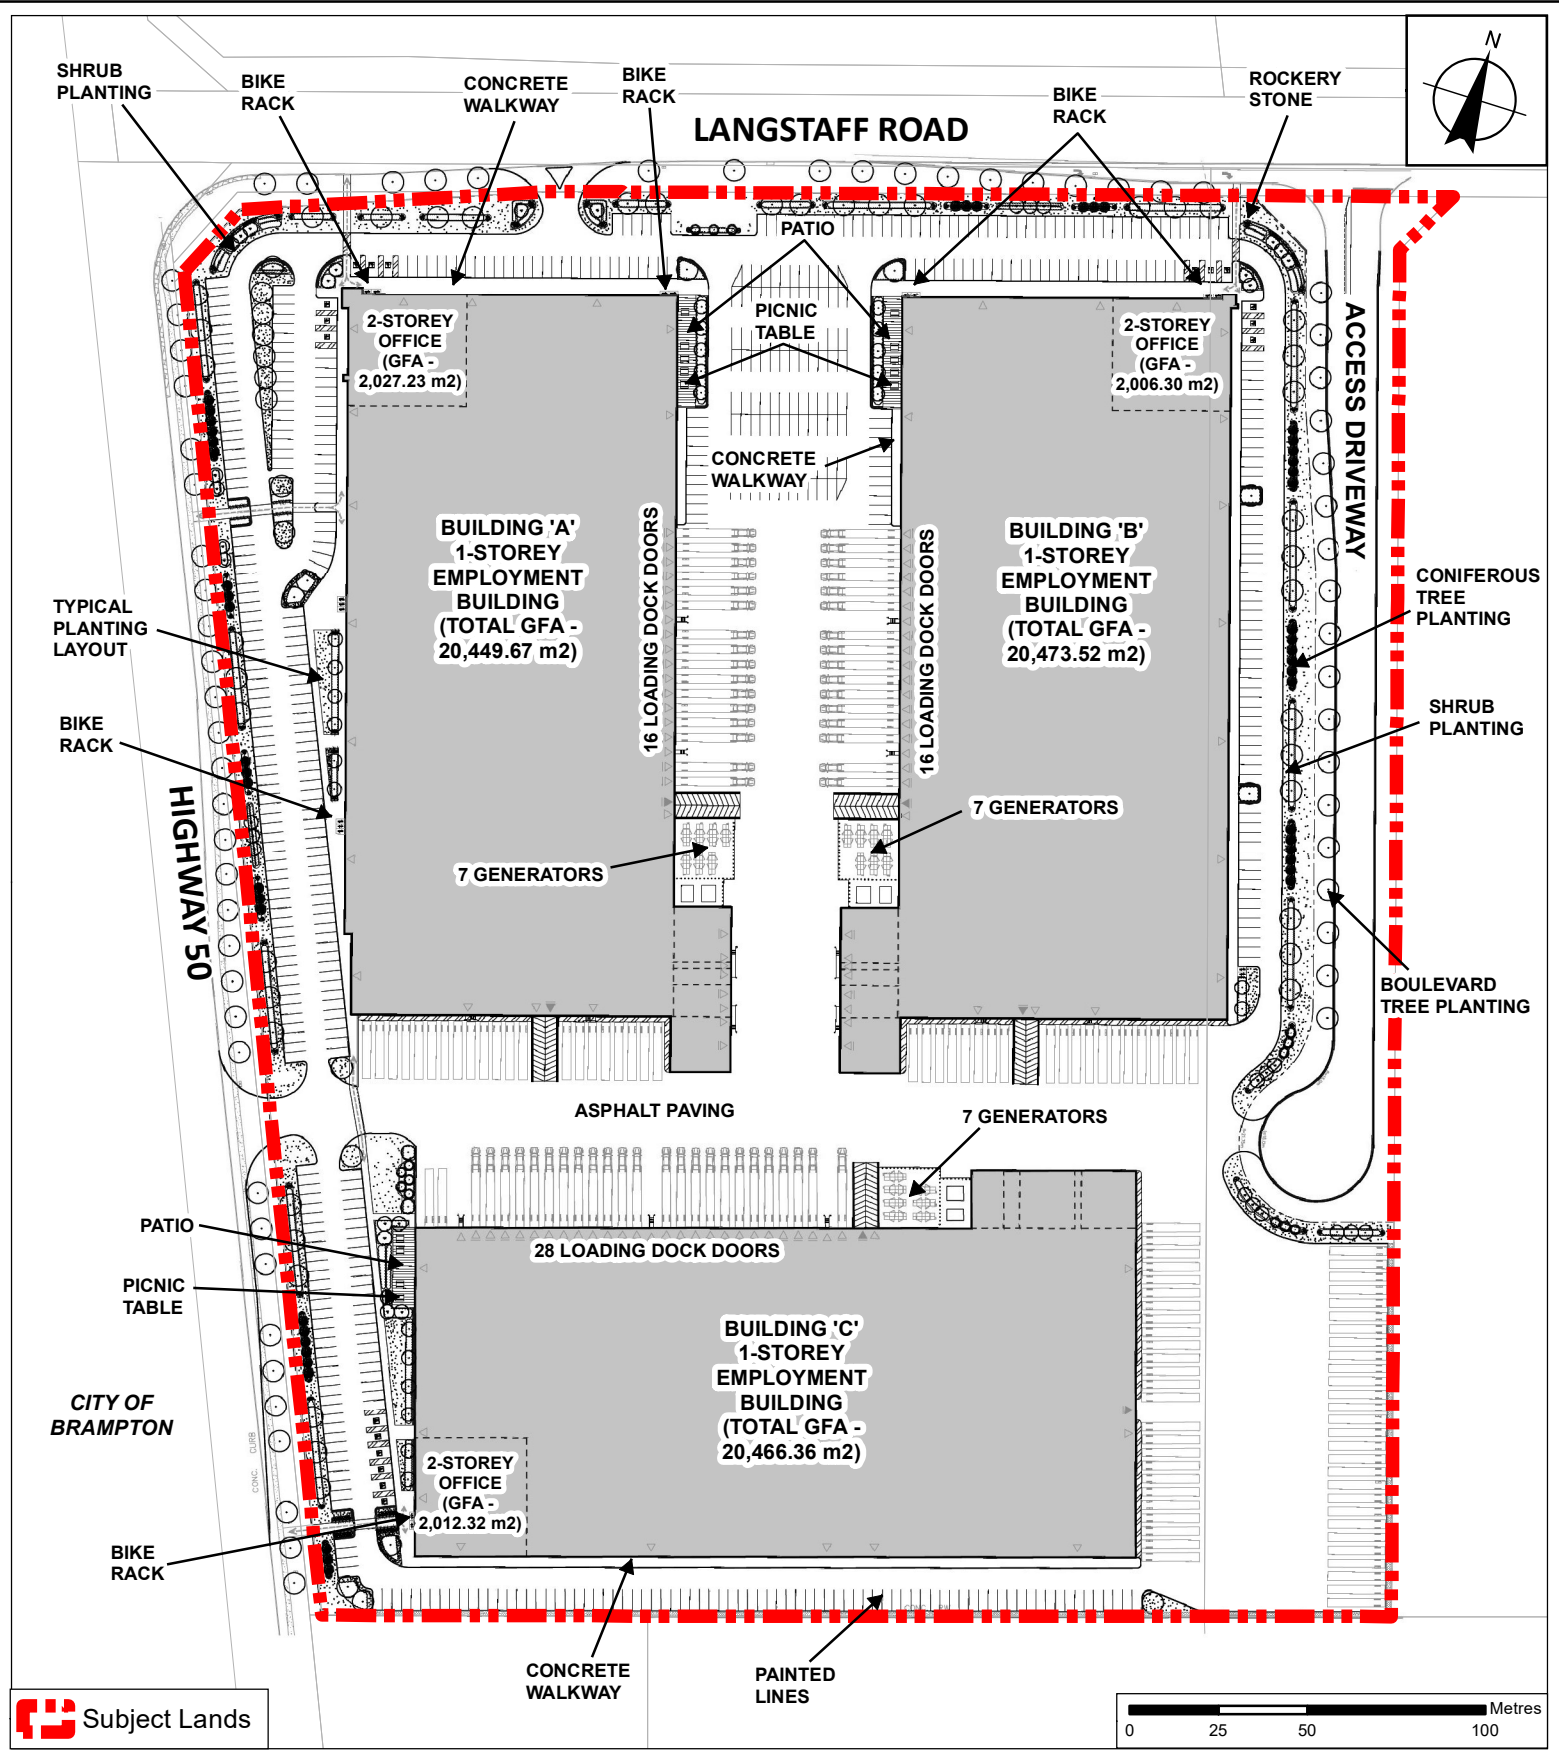 SHRUB
PLANTING
BIKE
RACK
CONCRETE
WALKWAY
BIKE
RACK
LANGSTAFF ROAD
BIKE
RACK
ROCKERY
STONE
N
PATIO
PICNIC
TABLE
2-STOREY
OFFICE
(GFA -
2,027.23 m2)
2-STOREY
OFFICE
(GFA -
2,006.30 m2)
ACCESS DRIVEWAY
CONCRETE
WALKWAY
BUILDING 'A'
1-STOREY
EMPLOYMENT
BUILDING
(TOTAL GFA -
20,449.67 m2)
16 LOADING DOCK DOORS
16 LOADING DOCK DOORS
BUILDING 'B'
1-STOREY
EMPLOYMENT
BUILDING
(TOTAL GFA -
20,473.52 m2)
CONIFEROUS
TREE
PLANTING
TYPICAL
PLANTING
LAYOUT
BIKE
RACK
SHRUB
PLANTING
HIGHWAY 50
7 GENERATORS
7 GENERATORS
BOULEVARD
TREE PLANTING
ASPHALT PAVING
7 GENERATORS
PATIO
PICNIC
TABLE
28 LOADING DOCK DOORS
BUILDING 'C'
1-STOREY
EMPLOYMENT
BUILDING
(TOTAL GFA -
20,466.36 m2)
CITY OF
BRAMPTON
CONC. CURB
2-STOREY
OFFICE
(GFA -
2,012.32 m2)
BIKE
RACK
CONCRETE
WALKWAY
PAINTED
LINES
Subject Lands
Metres
0 25 50 100